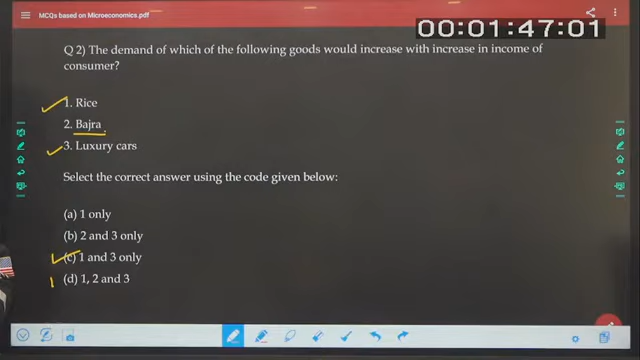 MCQs based on Microeconomics.pdf
00:01:47:01
Q 2) The demand of which of the following goods would increase with increase in income of
consumer?
1. Rice
2. Bajra
3. Luxury cars
Select the correct answer using the code given below:
(a) 1 only
(b) 2 and 3 only
(c) 1 and 3 only
(d) 1, 2 and 3